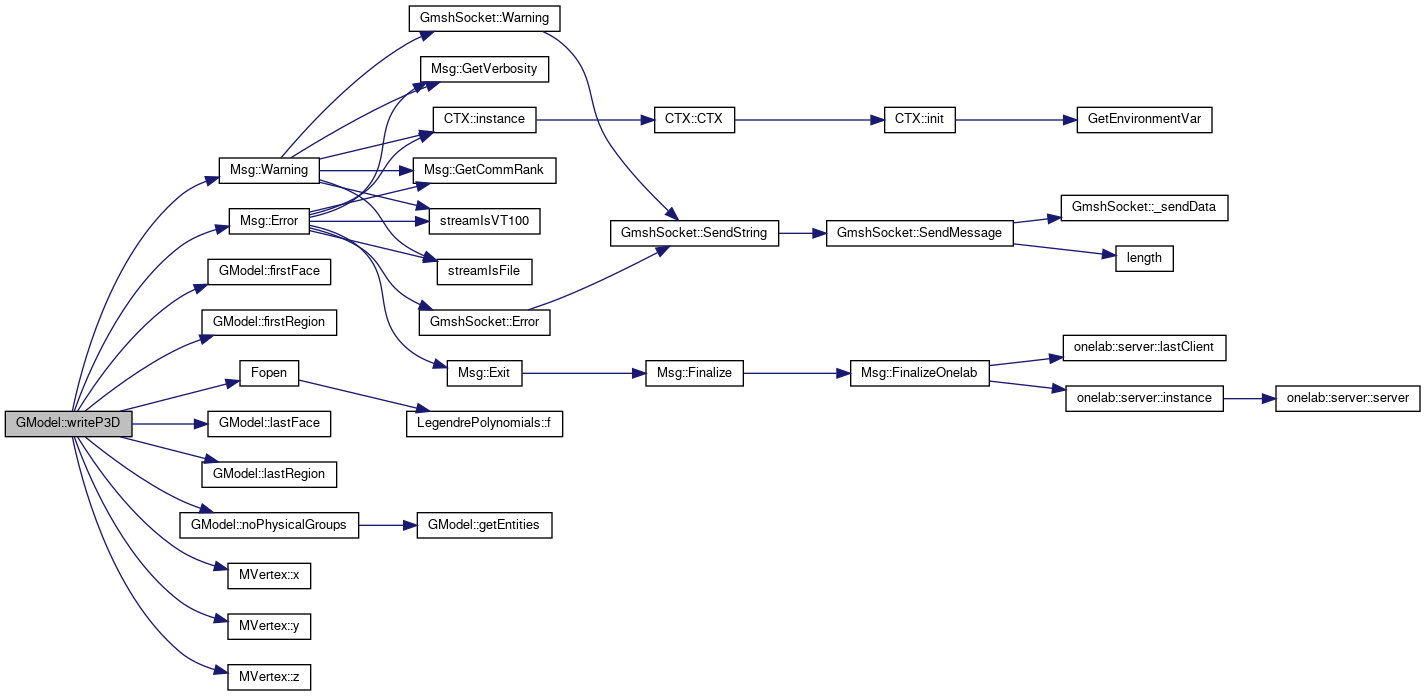 GmshSocket::Warning
Msg::GetVerbosity
CTX::instance
CTX::CTX
CTX::init
GetEnvironmentVar
Msg::Warning
Msg::GetCommRank
Msg::Error
streamIsVT100
GmshSocket::SendString
GmshSocket::SendMessage
GmshSocket::_sendData
length
GModel::firstFace
streamIsFile
GModel::firstRegion
GmshSocket::Error
Fopen
Msg::Exit
Msg::Finalize
Msg::FinalizeOnelab
onelab::server::lastClient
onelab::server::instance
onelab::server::server
GModel::writeP3D
GModel::lastFace
LegendrePolynomials::f
GModel::lastRegion
GModel::noPhysicalGroups
GModel::getEntities
MVertex::x
MVertex::y
MVertex::z